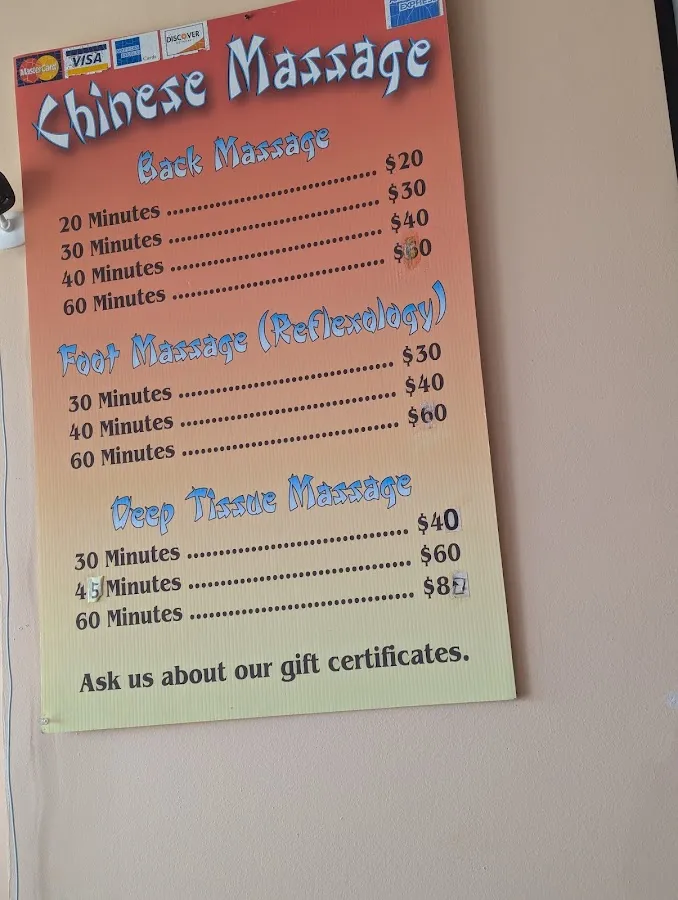 MasterCard VISA AMERICAN EXPRESS Cards DISCOVER
EXPRESS
Chinese Massage
Back Massage
20 Minutes ........................................ $20
30 Minutes ........................................ $30
40 Minutes ........................................ $40
60 Minutes ........................................ $60
Foot Massage (Reflexology)
30 Minutes ........................................ $30
40 Minutes ........................................ $40
60 Minutes ........................................ $60
Deep Tissue Massage
30 Minutes ........................................ $40
45 Minutes ........................................ $60
60 Minutes ........................................
Ask us about our gift certificates.